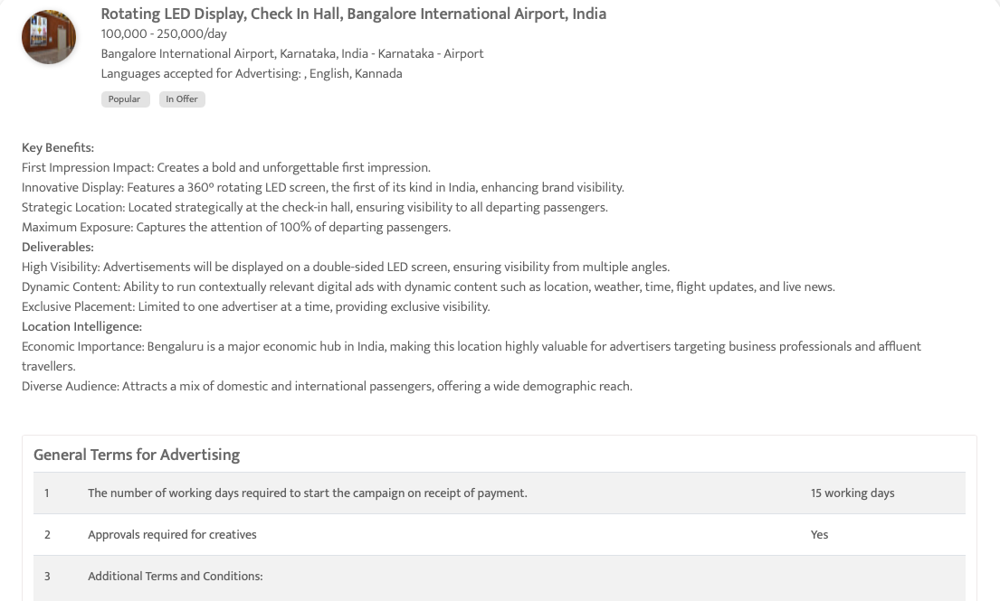 Rotating LED Display, Check In Hall, Bangalore International Airport, India
100,000 - 250,000/day
Bangalore International Airport, Karnataka, India - Karnataka - Airport
Languages accepted for Advertising: , English, Kannada
Popular In Offer
Key Benefits:
First Impression Impact: Creates a bold and unforgettable first impression.
Innovative Display: Features a 360° rotating LED screen, the first of its kind in India, enhancing brand visibility.
Strategic Location: Located strategically at the check-in hall, ensuring visibility to all departing passengers.
Maximum Exposure: Captures the attention of 100% of departing passengers.
Deliverables:
High Visibility: Advertisements will be displayed on a double-sided LED screen, ensuring visibility from multiple angles.
Dynamic Content: Ability to run contextually relevant digital ads with dynamic content such as location, weather, time, flight updates, and live news.
Exclusive Placement: Limited to one advertiser at a time, providing exclusive visibility.
Location Intelligence:
Economic Importance: Bengaluru is a major economic hub in India, making this location highly valuable for advertisers targeting business professionals and affluent
travellers.
Diverse Audience: Attracts a mix of domestic and international passengers, offering a wide demographic reach.
General Terms for Advertising
1 The number of working days required to start the campaign on receipt of payment. 15 working days
2 Approvals required for creatives Yes
3 Additional Terms and Conditions: